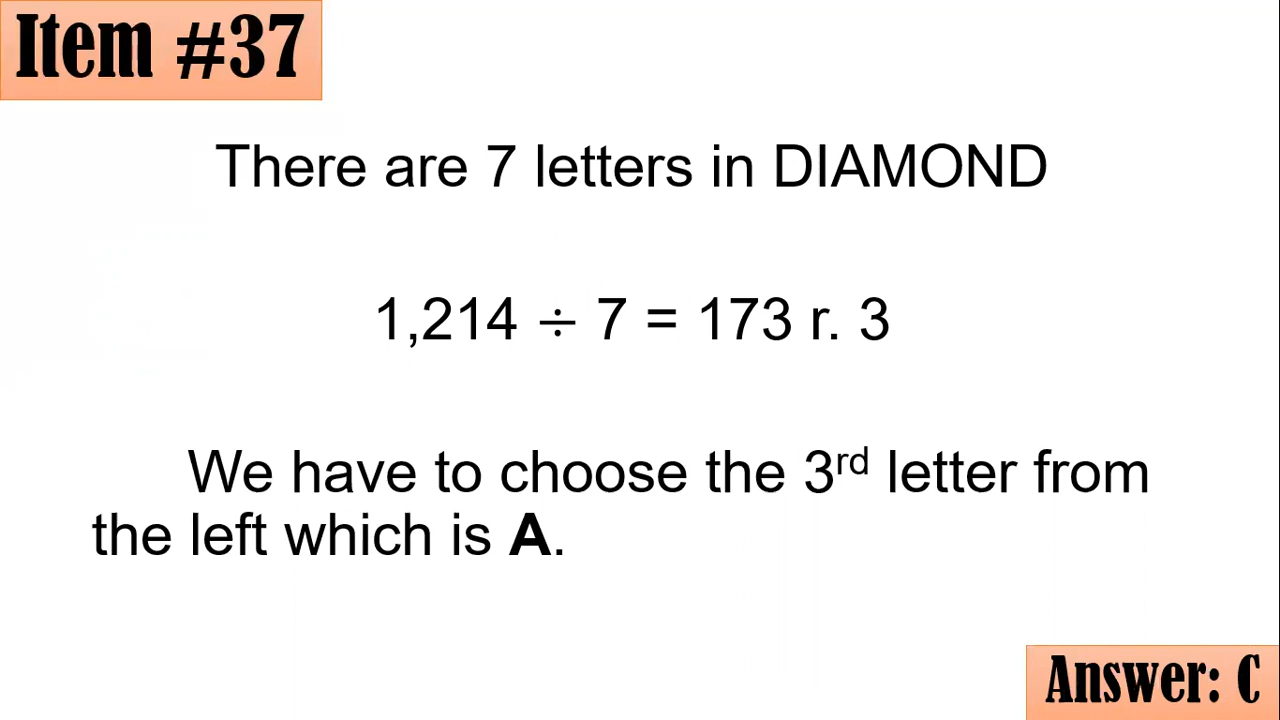 Item #37
There are 7 letters in DIAMOND
1,214 ÷ 7 = 173 r. 3
We have to choose the 3rd letter from
the left which is A.
Answer: C